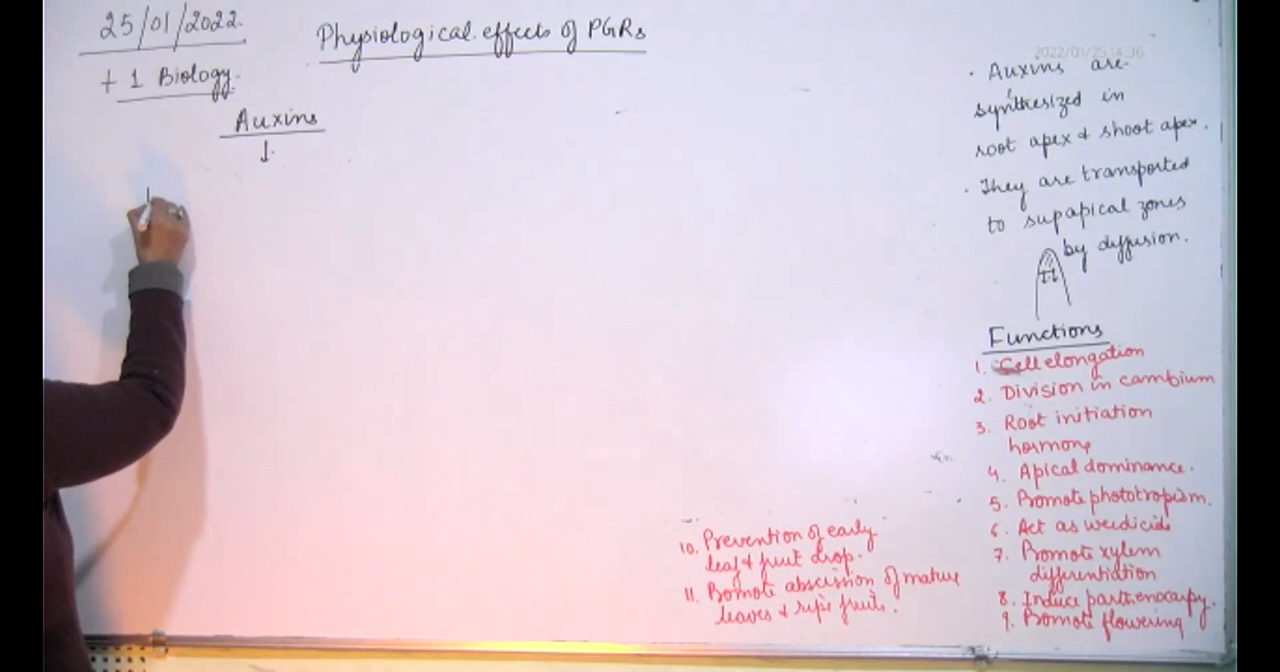 25/01/2022.
+1 Biology.
Physiological effects of PGRs
Auxins
↓
2022/01/25 14:36
• Auxins are
synthesized in
root apex & shoot apex.
• They are transported
to supapical zones
by diffusion.
Functions
1. Cell elongation
2. Division in cambium
3. Root initiation
hormone
4. Apical dominance.
5. Promote phototropism.
6. Act as weedicide
7. Promote xylem
differentiation
8. Induce parthenocarpy.
9. Promote flowering
10. Prevention of early
leaf & fruit drop.
11. Promote abscission of mature
leaves & ripe fruits.